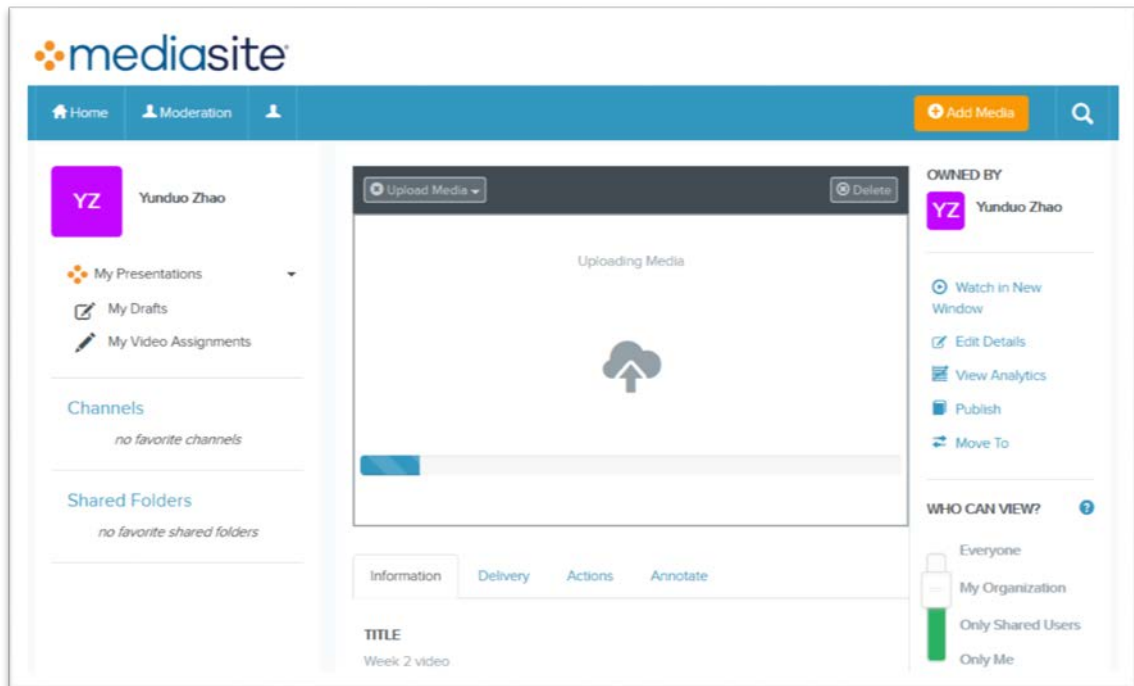 mediasite
Home
Moderation
Add Media
YZ
Yunduo Zhao
My Presentations
My Drafts
My Video Assignments
Channels
no favorite channels
Shared Folders
no favorite shared folders
Upload Media
Delete
Uploading Media
Information
Delivery
Actions
Annotate
TITLE
Week 2 video
OWNED BY
YZ
Yunduo Zhao
Watch in New
Window
Edit Details
View Analytics
Publish
Move To
WHO CAN VIEW?
?
Everyone
My Organization
Only Shared Users
Only Me